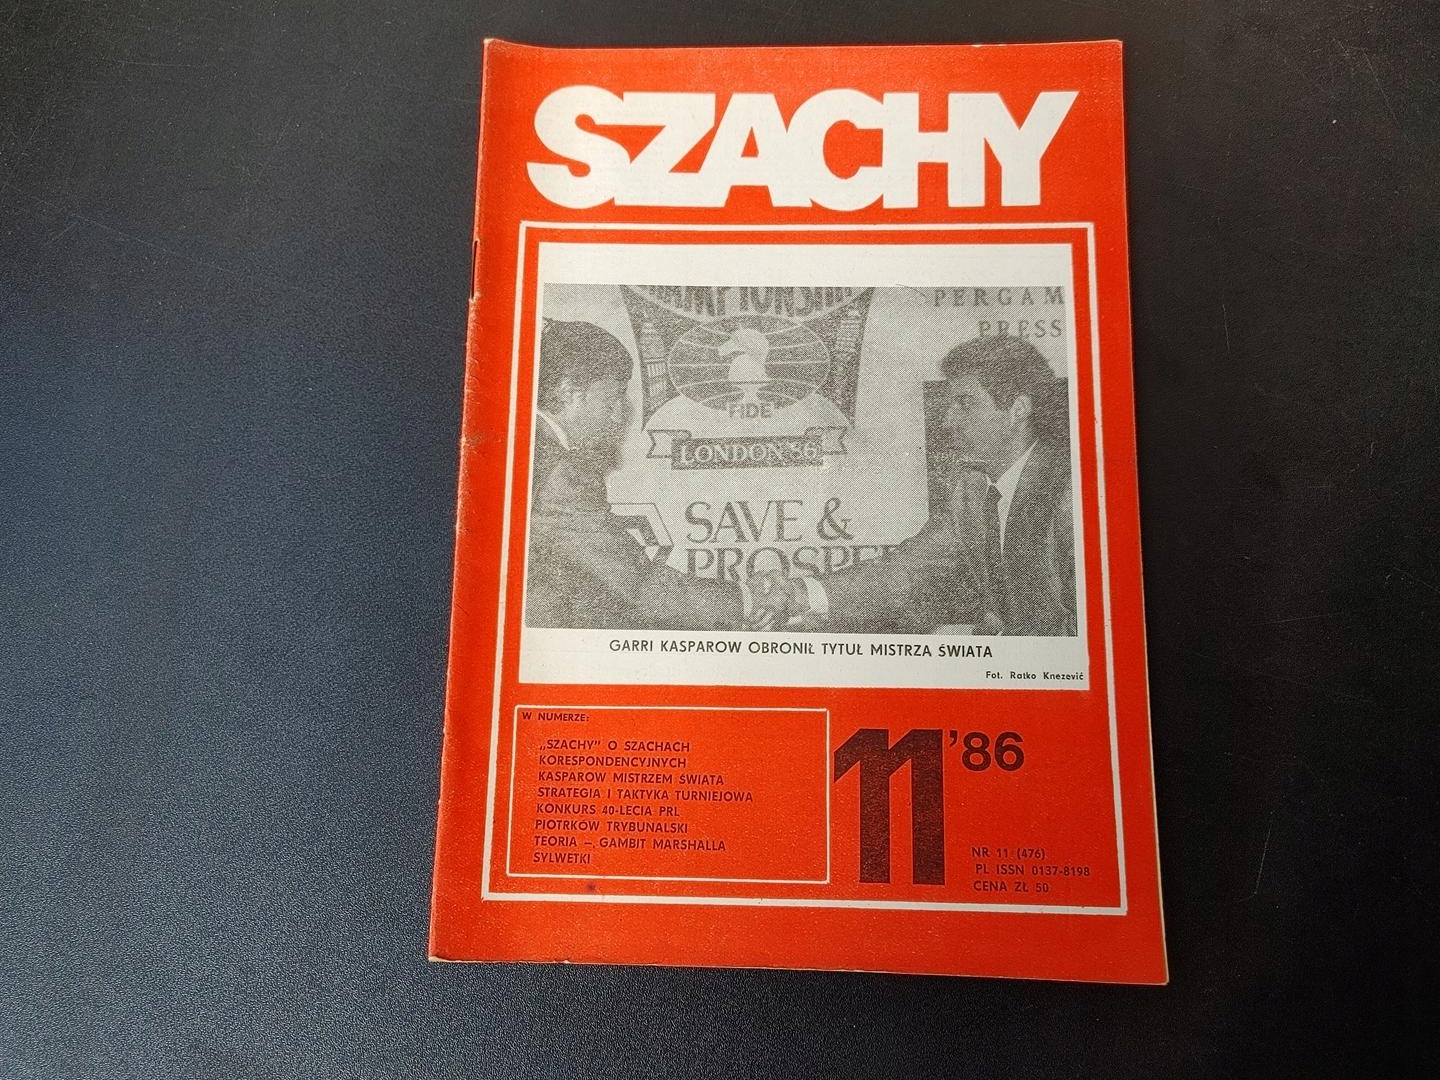 SZACHY
CHAMPIONSHIP
PERGAM
PRESS
FIDE
LONDON '86
SAVE &
PROSPER
GARRI KASPAROW OBRONIŁ TYTUŁ MISTRZA ŚWIATA
Fot. Ratko Knezević
W NUMERZE:
„SZACHY” O SZACHACH
KORESPONDENCYJNYCH
KASPAROW MISTRZEM ŚWIATA
STRATEGIA I TAKTYKA TURNIEJOWA
KONKURS 40-LECIA PRL
PIOTRKÓW TRYBUNALSKI
TEORIA — GAMBIT MARSHALLA
SYLWETKI
11 '86
NR 11 (476)
PL ISSN 0137-8198
CENA ZŁ 50